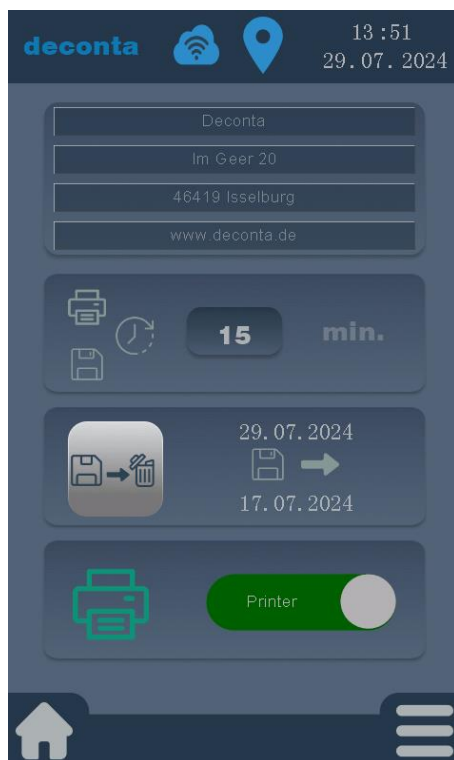 deconta
13:51
29.07.2024
Deconta
Im Geer 20
46419 Isselburg
www.deconta.de
15 min.
29.07.2024
17.07.2024
Printer